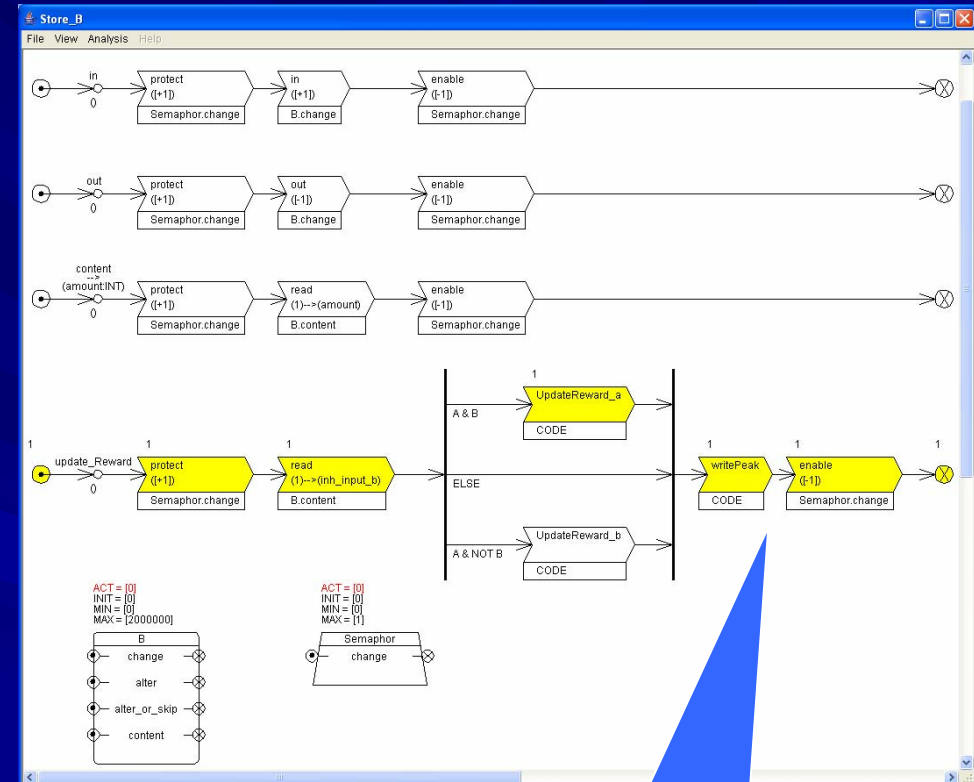 Store_B
File View Analysis Help
in
0
protect
([+1])
Semaphor.change
in
([+1])
B.change
enable
([-1])
Semaphor.change
out
0
protect
([+1])
Semaphor.change
out
([-1])
B.change
enable
([-1])
Semaphor.change
content
-->
(amount:INT)
0
protect
([+1])
Semaphor.change
read
(1)-->(amount)
B.content
enable
([-1])
Semaphor.change
1
update_Reward
0
1
protect
([+1])
Semaphor.change
1
read
(1)-->(inh_input_b)
B.content
A & B
1
UpdateReward_a
CODE
ELSE
A & NOT B
UpdateReward_b
CODE
1
writePeak
CODE
1
enable
([-1])
Semaphor.change
1
ACT = [0]
INIT = [0]
MIN = [0]
MAX = [2000000]
B
change
alter
alter_or_skip
content
ACT = [0]
INIT = [0]
MIN = [0]
MAX = [1]
Semaphor
change